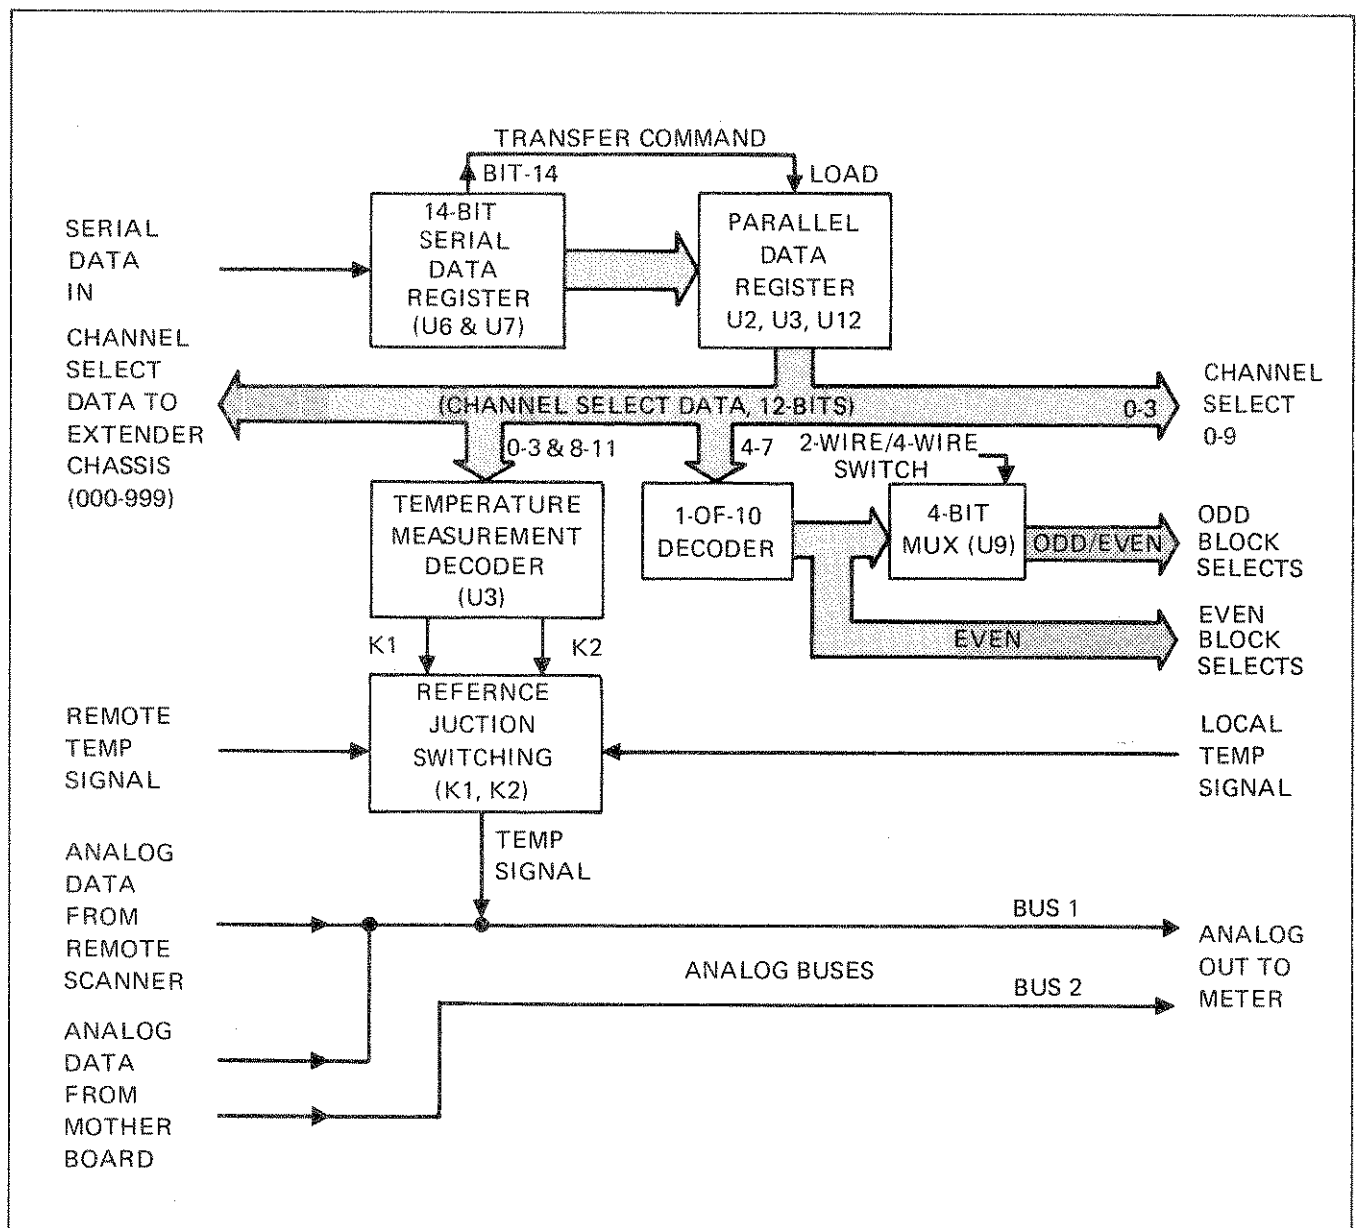 TRANSFER COMMAND
BIT-14
LOAD
SERIAL
DATA
IN
14-BIT
SERIAL
DATA
REGISTER
(U6 & U7)
PARALLEL
DATA
REGISTER
U2, U3, U12
CHANNEL
SELECT
DATA TO
EXTENDER
CHASSIS
(000-999)
(CHANNEL SELECT DATA, 12-BITS)
0-3
CHANNEL
SELECT
0-9
0-3 & 8-11
4-7
2-WIRE/4-WIRE
SWITCH
TEMPERATURE
MEASUREMENT
DECODER
(U3)
1-OF-10
DECODER
4-BIT
MUX (U9)
ODD/EVEN
ODD
BLOCK
SELECTS
EVEN
EVEN
BLOCK
SELECTS
K1
K2
REMOTE
TEMP
SIGNAL
REFERNCE
JUCTION
SWITCHING
(K1, K2)
LOCAL
TEMP
SIGNAL
TEMP
SIGNAL
ANALOG
DATA
FROM
REMOTE
SCANNER
BUS 1
ANALOG BUSES
BUS 2
ANALOG
OUT TO
METER
ANALOG
DATA
FROM
MOTHER
BOARD